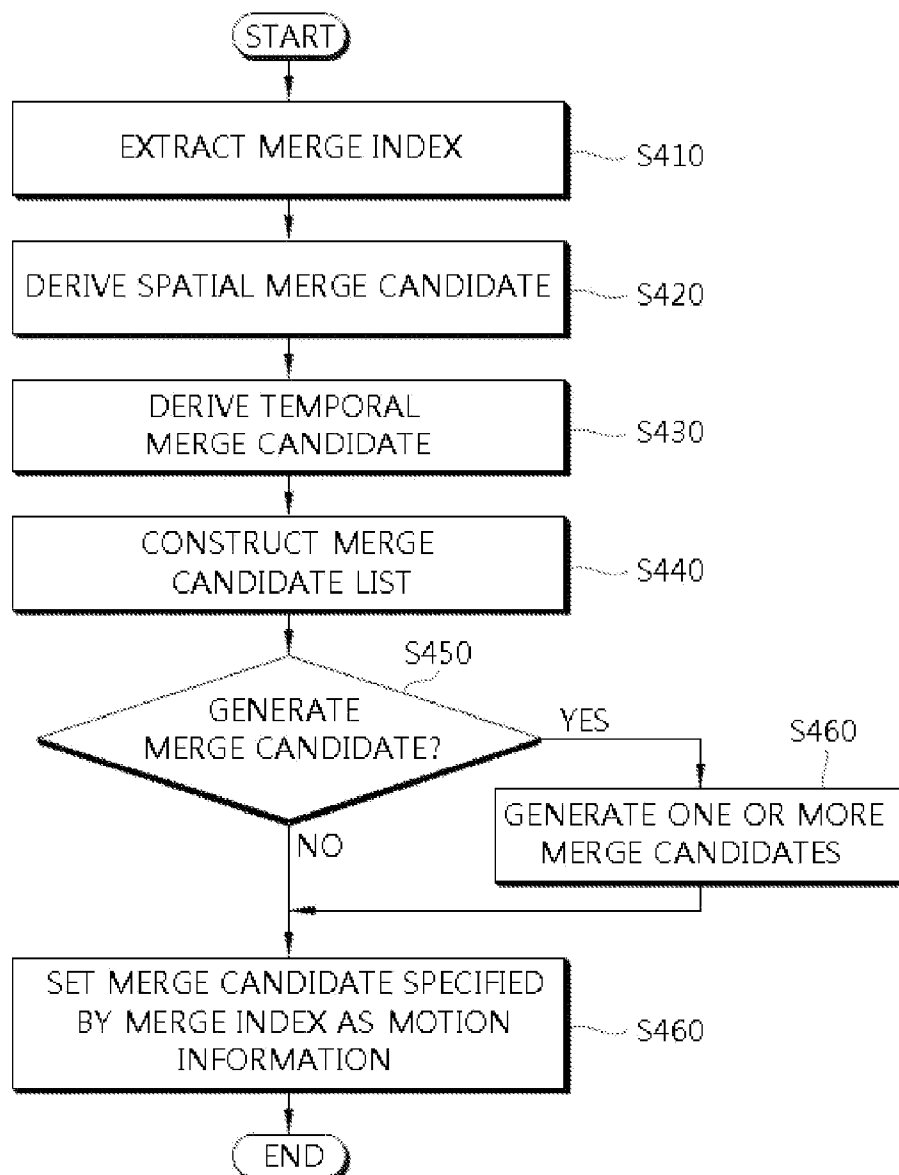 START
EXTRACT MERGE INDEX
S410
DERIVE SPATIAL MERGE CANDIDATE
S420
DERIVE TEMPORAL
MERGE CANDIDATE
S430
CONSTRUCT MERGE
CANDIDATE LIST
S440
S450
GENERATE
MERGE CANDIDATE?
YES
S460
GENERATE ONE OR MORE
MERGE CANDIDATES
NO
SET MERGE CANDIDATE SPECIFIED
BY MERGE INDEX AS MOTION
INFORMATION
S460
END